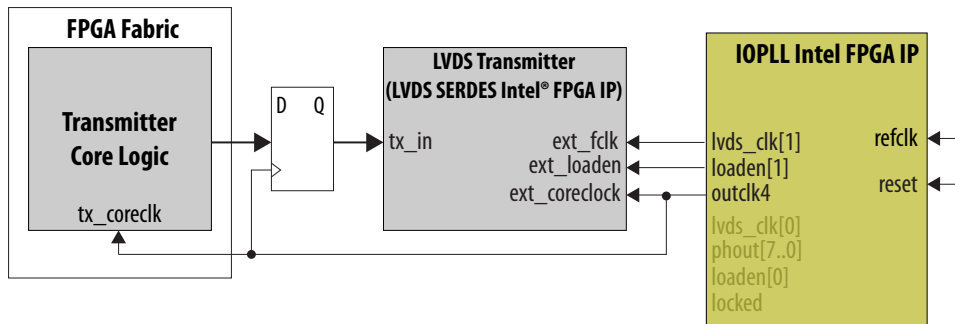 FPGA Fabric
Transmitter
Core Logic
tx_coreclk
D Q
LVDS Transmitter
(LVDS SERDES Intel® FPGA IP)
tx_in
ext_fclk
ext_loaden
ext_coreclock
IOPLL Intel FPGA IP
lvds_clk[1]
loaden[1]
outclk4
lvds_clk[0]
phout[7..0]
loaden[0]
locked
refclk
reset